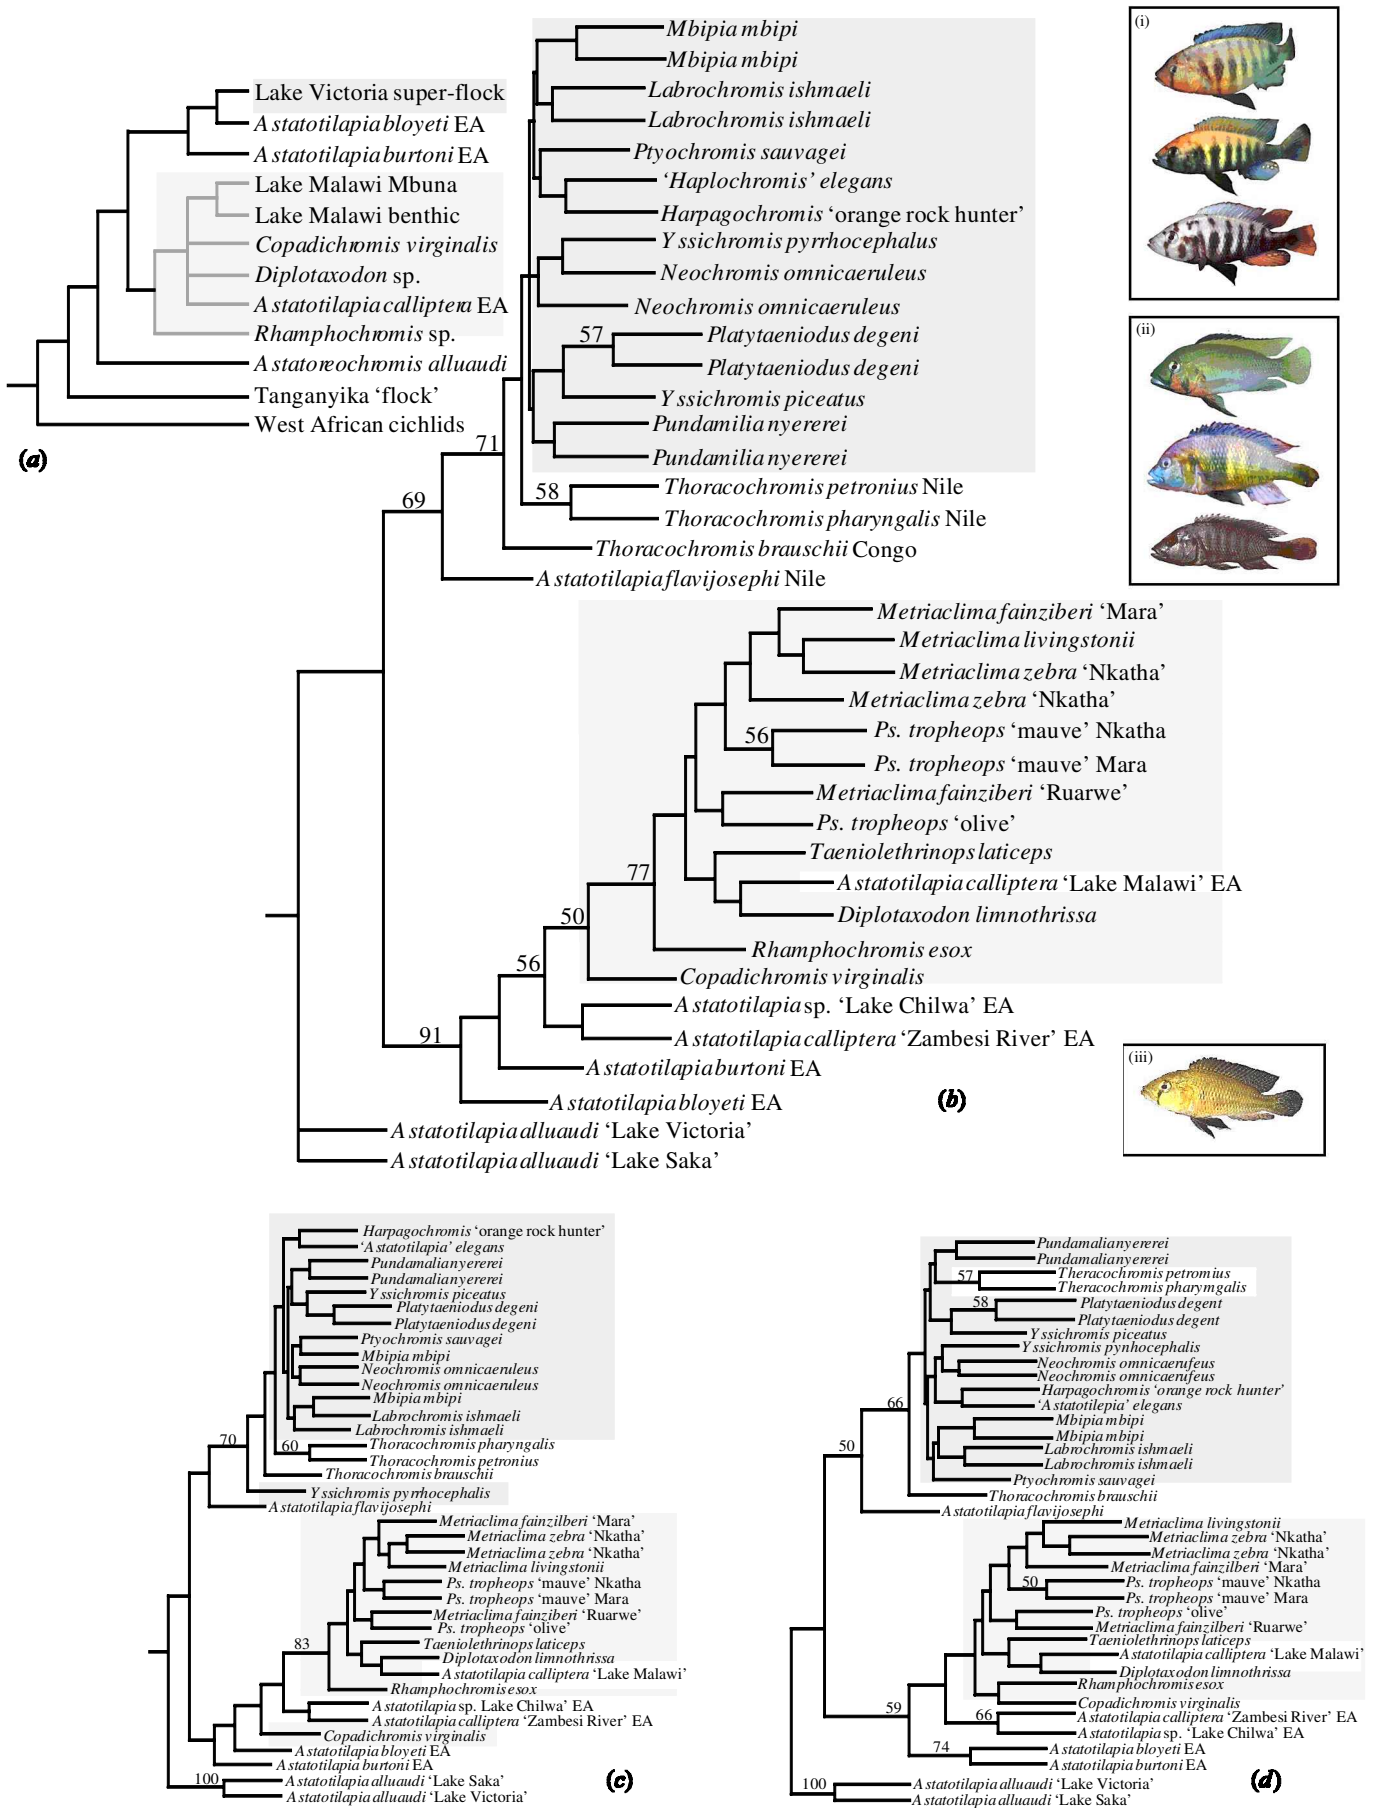 Lake Victoria super-flock
Astatotilapia bloyeti EA
Astatotilapia burtoni EA
Lake Malawi Mbuna
Lake Malawi benthic
Copadichromis virginalis
Diplotaxodon sp.
Astatotilapia calliptera EA
Rhamphochromis sp.
Astatoreochromis alluaudi
Tanganyika ‘flock’
West African cichlids
(a)
Mbipia mbipi
Mbipia mbipi
Labrochromis ishmaeli
Labrochromis ishmaeli
Ptyochromis sauvagei
‘Haplochromis’ elegans
Harpagochromis ‘orange rock hunter’
Yssichromis pyrrhocephalus
Neochromis omnicaeruleus
Neochromis omnicaeruleus
57
Platytaeniodus degeni
Platytaeniodus degeni
Yssichromis piceatus
Pundamilia nyererei
71
Pundamilia nyererei
58
Thoracochromis petronius Nile
69
Thoracochromis pharyngalis Nile
Thoracochromis brauschii Congo
Astatotilapia flavijosephi Nile
(i)
(ii)
Metriaclima fainziberi ‘Mara’
Metriaclima livingstonii
Metriaclima zebra ‘Nkatha’
Metriaclima zebra ‘Nkatha’
56
Ps. tropheops ‘mauve’ Nkatha
Ps. tropheops ‘mauve’ Mara
Metriaclima fainziberi ‘Ruarwe’
Ps. tropheops ‘olive’
Taeniolethrinops laticeps
77
Astatotilapia calliptera ‘Lake Malawi’ EA
50
Diplotaxodon limnothrissa
Rhamphochromis esox
56
Copadichromis virginalis
Astatotilapia sp. ‘Lake Chilwa’ EA
91
Astatotilapia calliptera ‘Zambesi River’ EA
Astatotilapia burtoni EA
Astatotilapia bloyeti EA
(b)
(iii)
Astatotilapia alluaudi ‘Lake Victoria’
Astatotilapia alluaudi ‘Lake Saka’
Harpagochromis ‘orange rock hunter’
‘Astatotilapia’ elegans
Pundamalia nyererei
Pundamalia nyererei
Yssichromis piceatus
Platytaeniodus degeni
Platytaeniodus degeni
Ptyochromis sauvagei
Mbipia mbipi
Neochromis omnicaeruleus
Neochromis omnicaeruleus
Mbipia mbipi
Labrochromis ishmaeli
Labrochromis ishmaeli
70
60
Thoracochromis pharyngalis
Thoracochromis petronius
Thoracochromis brauschii
Yssichromis pyrrhocephalis
Astatotilapia flavijosephi
Metriaclima fainzilberi ‘Mara’
Metriaclima zebra ‘Nkatha’
Metriaclima zebra ‘Nkatha’
Metriaclima livingstonii
Ps. tropheops ‘mauve’ Nkatha
Ps. tropheops ‘mauve’ Mara
Metriaclima fainziberi ‘Ruarwe’
Ps. tropheops ‘olive’
83
Taeniolethrinops laticeps
Diplotaxodon limnothrissa
Astatotilapia calliptera ‘Lake Malawi’
Rhamphochromis esox
Astatotilapia sp. Lake Chilwa’ EA
Astatotilapia calliptera ‘Zambesi River’ EA
Copadichromis virginalis
Astatotilapia bloyeti EA
Astatotilapia burtoni EA
100
Astatotilapia alluaudi ‘Lake Saka’
Astatotilapia alluaudi ‘Lake Victoria’
(c)
Pundamalia nyererei
Pundamalia nyererei
57
Theracochromis petromius
Theracochromis pharymgalis
58
Platytaeniodus degent
Platytaeniodus degent
Yssichromis piceatus
Yssichromis pynhocephalis
Neochromis omnicaerufeus
Neochromis omnicaerufeus
Harpagochromis ‘orange rock hunter’
66
‘Astatotilepia’ elegans
Mbipia mbipi
Mbipia mbipi
50
Labrochromis ishmaeli
Labrochromis ishmaeli
Ptyochromis sauvagei
Thoracochromis brauschii
Astatotilapia flavijosephi
Metriaclima livingstonii
Metriaclima zebra ‘Nkatha’
Metriaclima zebra ‘Nkatha’
Metriaclima fainzilberi ‘Mara’
50
Ps. tropheops ‘mauve’ Nkatha
Ps. tropheops ‘mauve’ Mara
Ps. tropheops ‘olive’
Metriaclima fainzilberi ‘Ruarwe’
Taeniolethrinops laticeps
Astatotilapia calliptera ‘Lake Malawi’
Diplotaxodon limnothrissa
Rhamphochromis esox
59
Copadichromis virginalis
66
Astatotilapia calliptera ‘Zambesi River’ EA
Astatotilapia sp. ‘Lake Chilwa’ EA
74
Astatotilapia bloyeti EA
Astatotilapia burtoni EA
100
Astatotilapia alluaudi ‘Lake Victoria’
Astatotilapia alluaudi ‘Lake Saka’
(d)